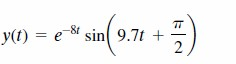 y(t) = e^{-8t} sin(9.7t + π/2)